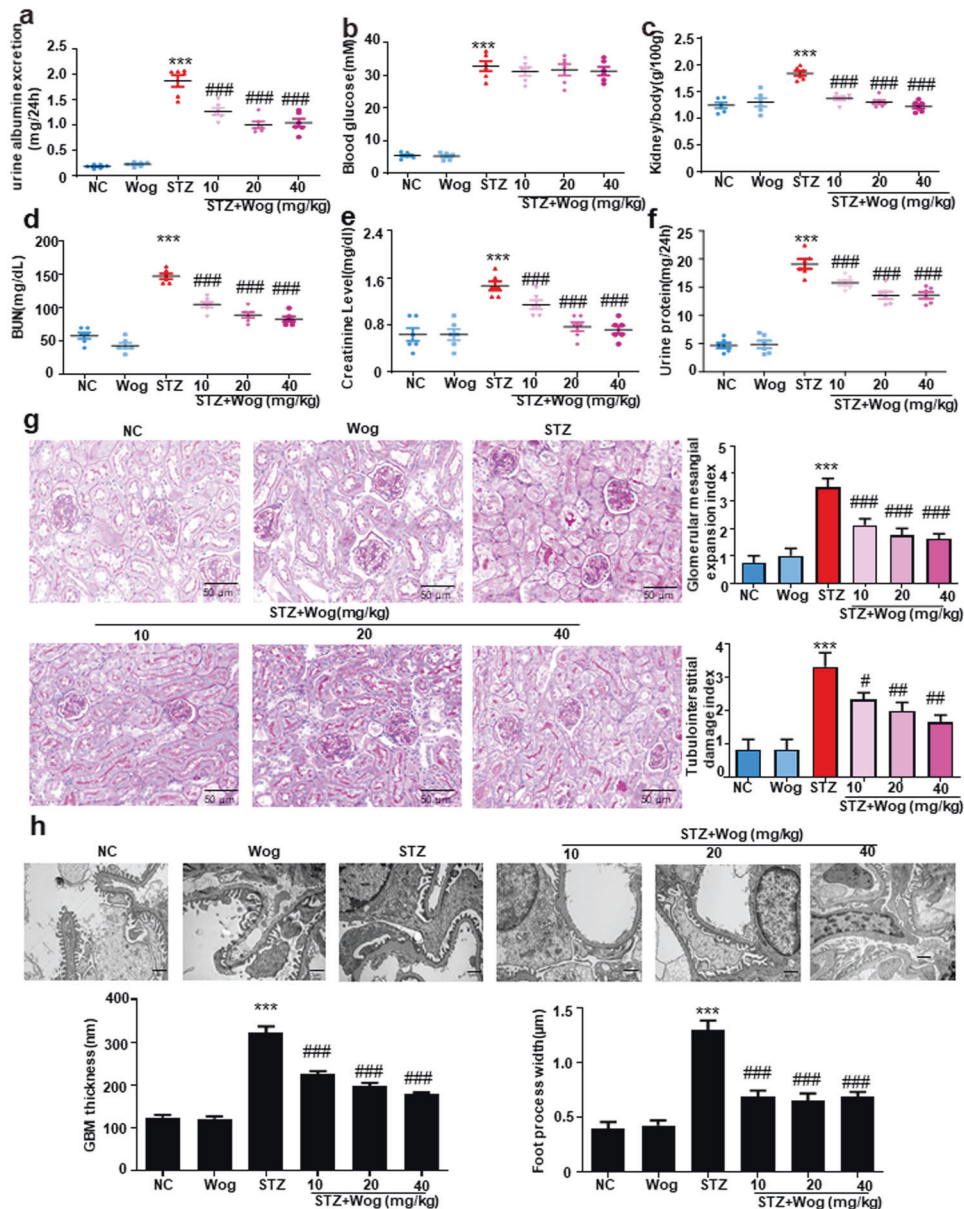 a
urine albuminexcretion
(mg/24h)
2.5
2.0
1.5
1.0
0.5
0
***
###
###
###
NC
Wog
STZ
10
20
40
STZ+Wog (mg/kg)
b
Blood glucose(mM)
40
30
20
10
0
***
NC
Wog
STZ
10
20
40
STZ+Wog (mg/kg)
c
Kidney/body(g/100g)
2.5
2.0
1.5
1.0
0.5
0
***
###
###
###
NC
Wog
STZ
10
20
40
STZ+Wog (mg/kg)
d
BUN(mg/dL)
200
150
100
50
0
***
###
###
###
NC
Wog
STZ
10
20
40
STZ+Wog (mg/kg)
e
Creatinine Level(mg/dl)
2.4
1.6
0.8
0
***
###
###
###
NC
Wog
STZ
10
20
40
STZ+Wog (mg/kg)
f
Urine protein(mg/24h)
25
20
15
10
5
0
***
###
###
###
NC
Wog
STZ
10
20
40
STZ+Wog (mg/kg)
g
NC
Wog
STZ
50 µm
50 µm
50 µm
STZ+Wog(mg/kg)
10
20
40
50 µm
50 µm
50 µm
Glomerular mesangial
expansion index
5
4
3
2
1
0
***
###
###
###
NC
Wog
STZ
10
20
40
STZ+Wog (mg/kg)
Tubulointerstitial
damage index
4
3
2
1
0
***
#
##
##
NC
Wog
STZ
10
20
40
STZ+Wog (mg/kg)
h
NC
Wog
STZ
STZ+Wog (mg/kg)
10
20
40
GBM thickness(nm)
400
300
200
100
0
***
###
###
###
NC
Wog
STZ
10
20
40
STZ+Wog (mg/kg)
Foot process width(µm)
1.5
1.0
0.5
0
***
###
###
###
NC
Wog
STZ
10
20
40
STZ+Wog (mg/kg)